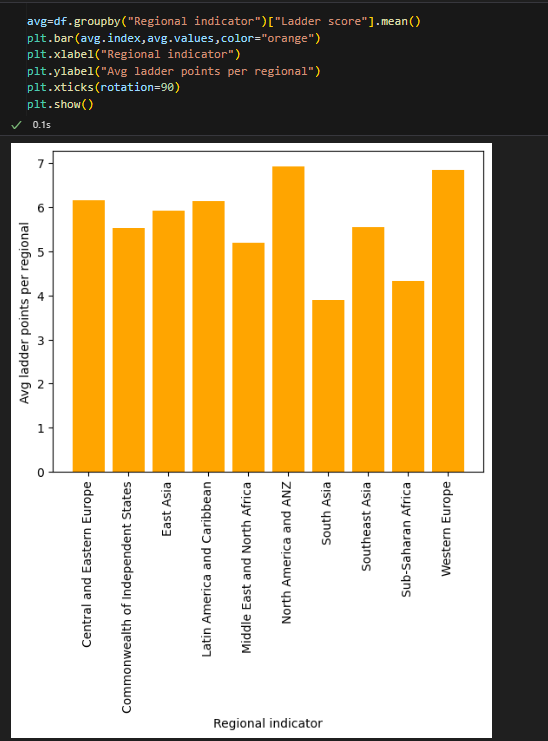 avg=df.groupby("Regional indicator")["Ladder score"].mean()
plt.bar(avg.index,avg.values,color="orange")
plt.xlabel("Regional indicator")
plt.ylabel("Avg ladder points per regional")
plt.xticks(rotation=90)
plt.show()
0.1s
Avg ladder points per regional
7
6
5
4
3
2
1
0
Central and Eastern Europe
Commonwealth of Independent States
East Asia
Latin America and Caribbean
Middle East and North Africa
North America and ANZ
South Asia
Southeast Asia
Sub-Saharan Africa
Western Europe
Regional indicator